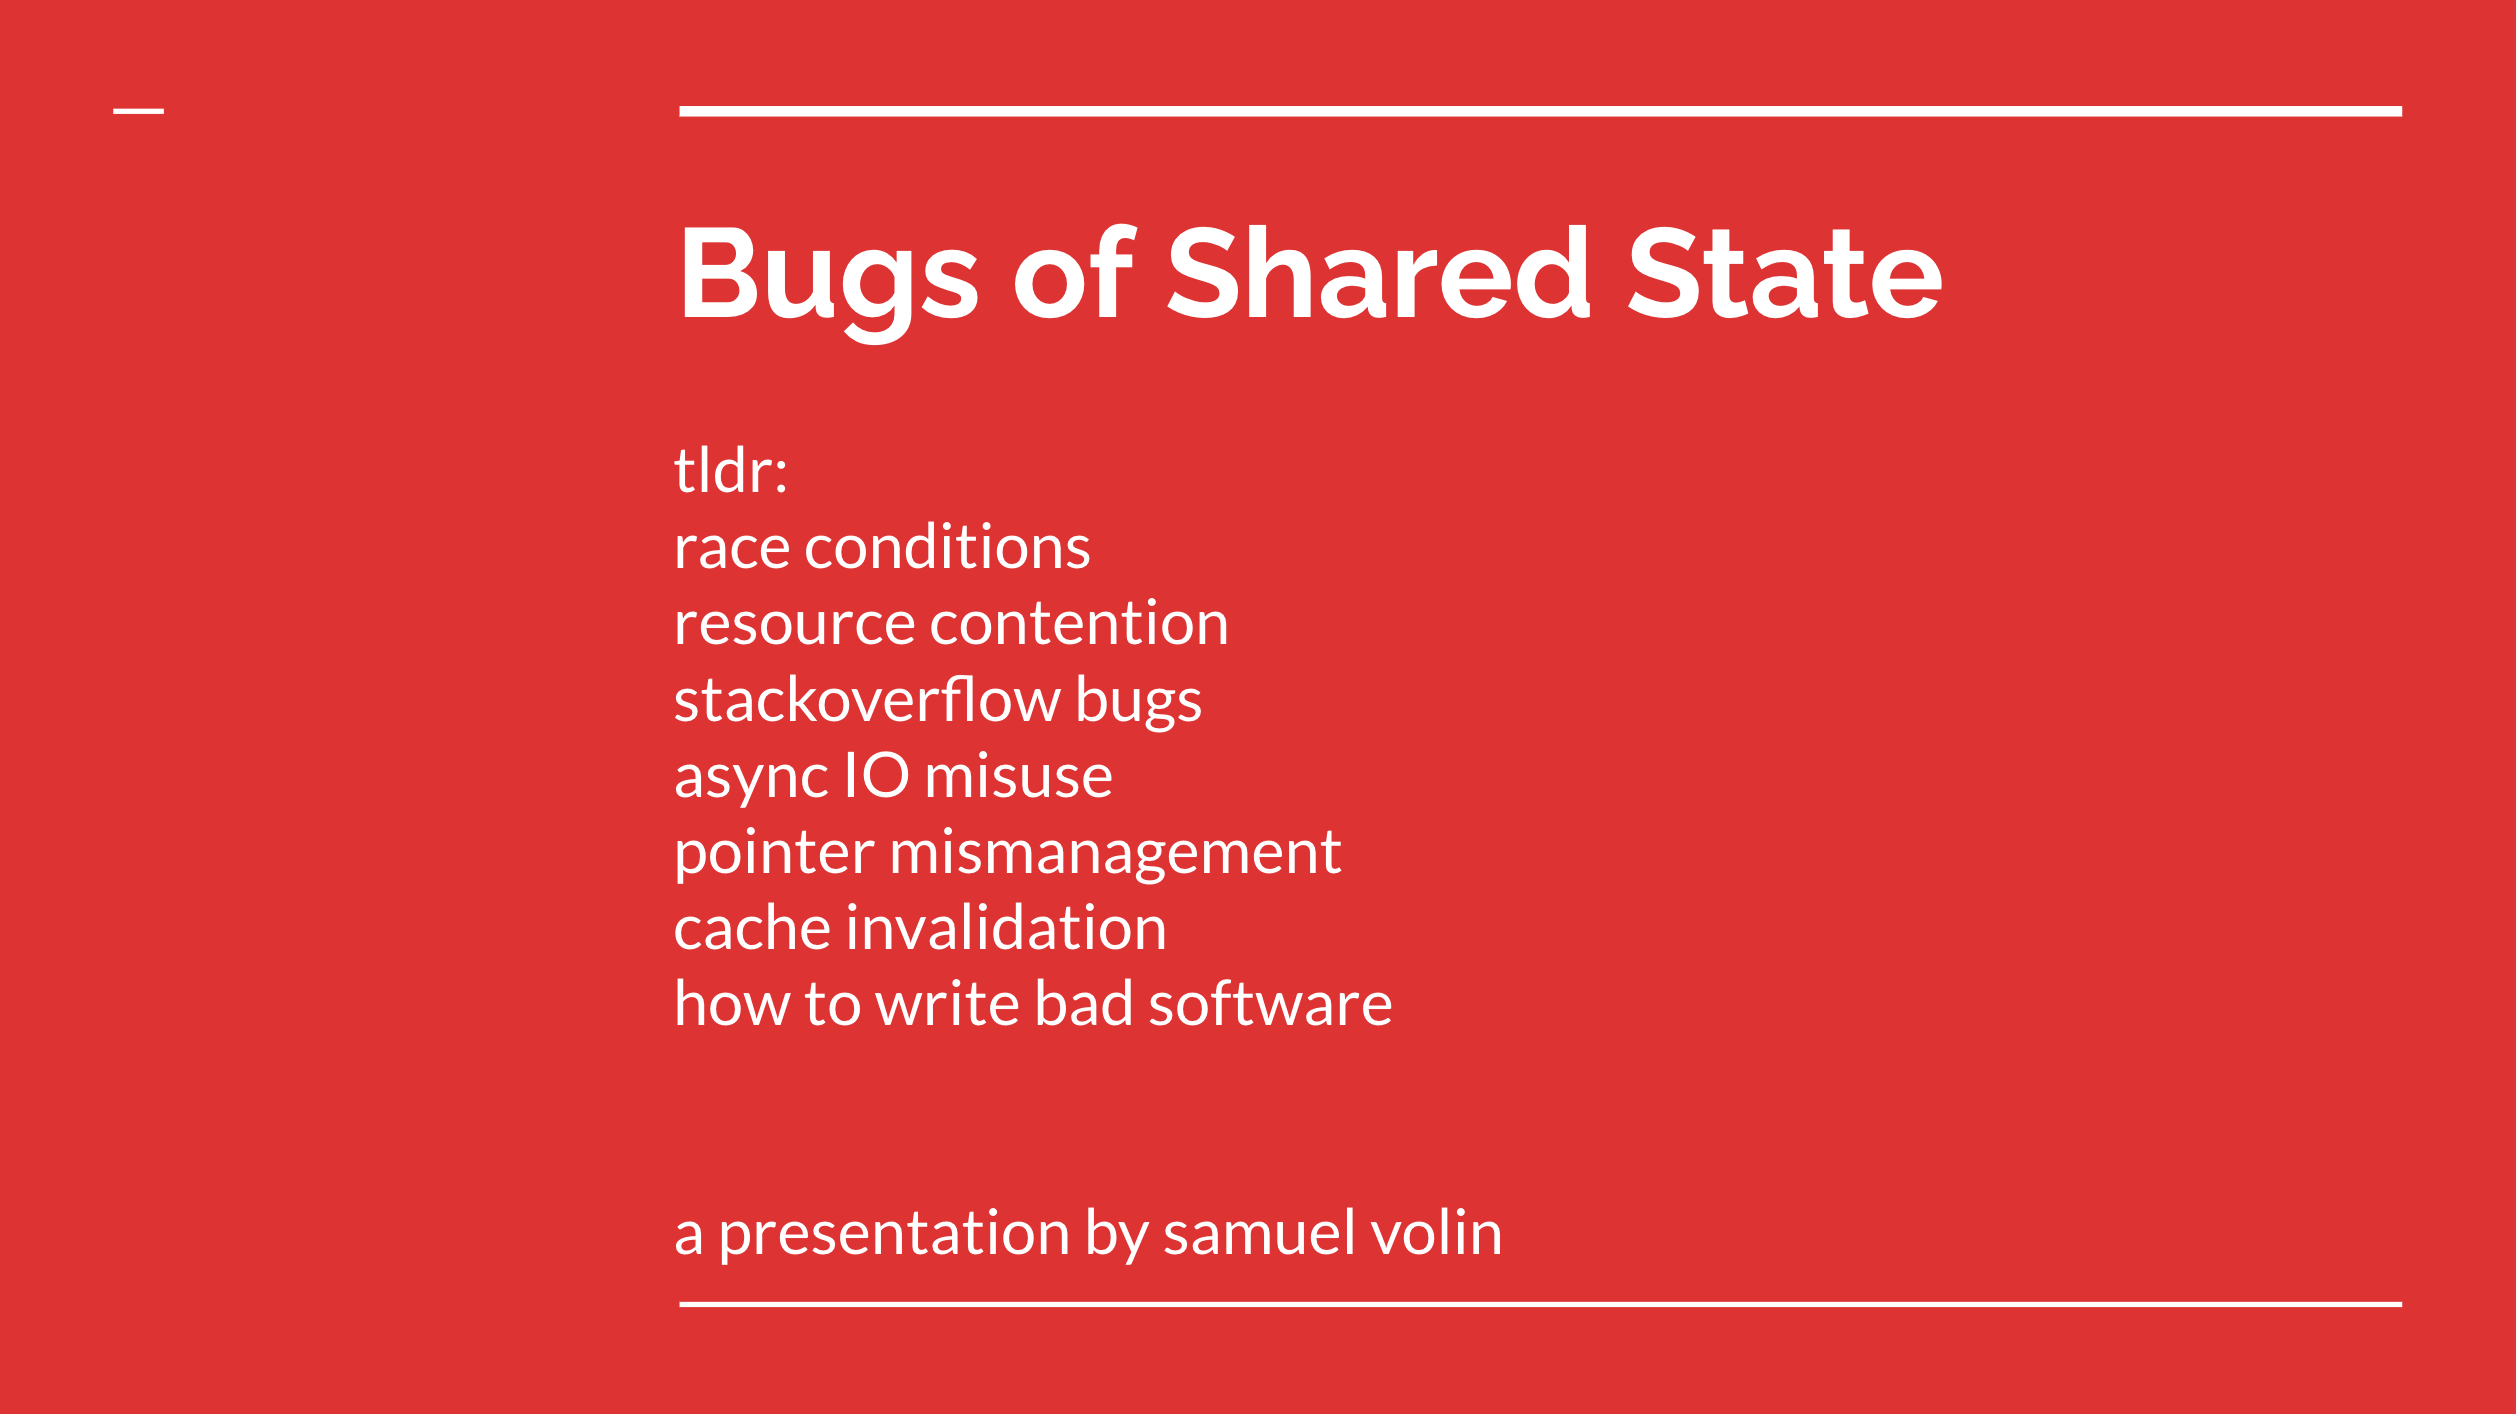 Bugs of Shared State
tldr:
race conditions
resource contention
stackoverflow bugs
async IO misuse
pointer mismanagement
cache invalidation
how to write bad software
a presentation by samuel volin